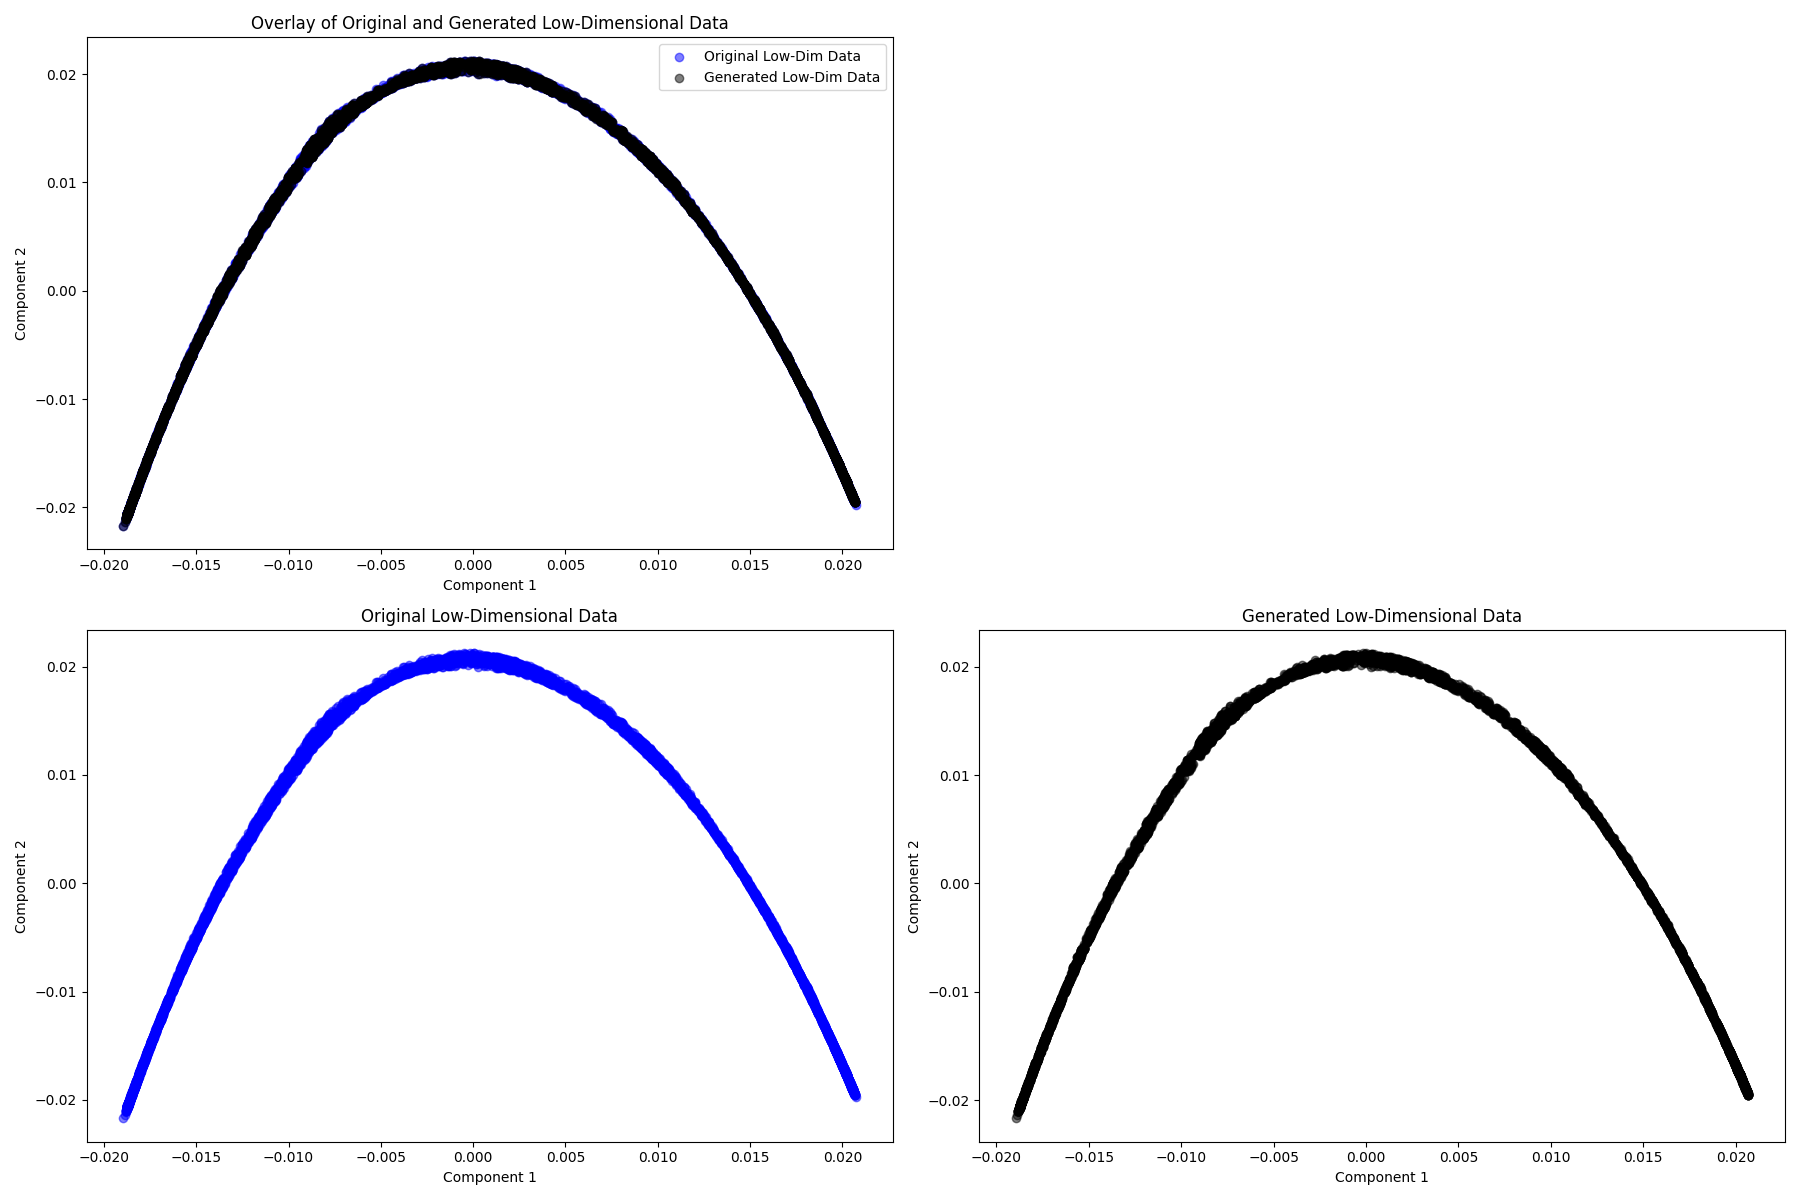 Overlay of Original and Generated Low-Dimensional Data
Original Low-Dim Data
Generated Low-Dim Data
0.02
0.01
0.00
−0.01
−0.02
Component 2
−0.020 −0.015 −0.010 −0.005 0.000 0.005 0.010 0.015 0.020
Component 1
Original Low-Dimensional Data
0.02
0.01
0.00
−0.01
−0.02
Component 2
−0.020 −0.015 −0.010 −0.005 0.000 0.005 0.010 0.015 0.020
Component 1
Generated Low-Dimensional Data
0.02
0.01
0.00
−0.01
−0.02
Component 2
−0.020 −0.015 −0.010 −0.005 0.000 0.005 0.010 0.015 0.020
Component 1